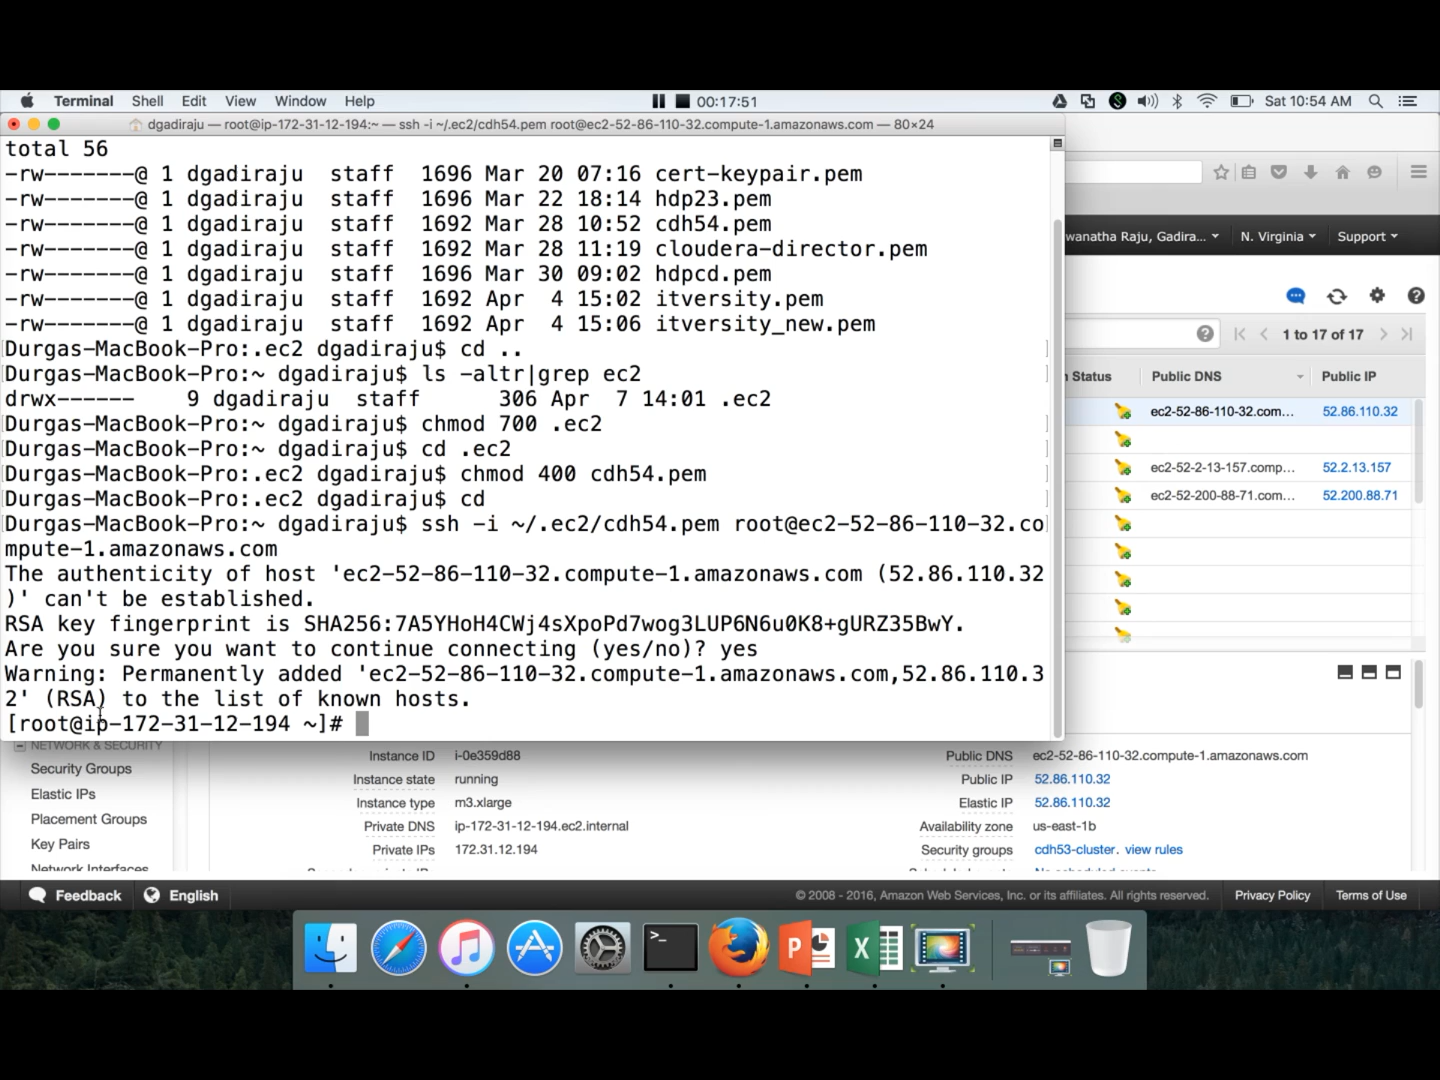 Terminal Shell Edit View Window Help 00:17:51 Sat 10:54 AM
dgadiraju — root@ip-172-31-12-194:~ — ssh -i ~/.ec2/cdh54.pem root@ec2-52-86-110-32.compute-1.amazonaws.com — 80×24
total 56
-rw-------@ 1 dgadiraju  staff  1696 Mar 20 07:16 cert-keypair.pem
-rw-------@ 1 dgadiraju  staff  1696 Mar 22 18:14 hdp23.pem
-rw-------@ 1 dgadiraju  staff  1692 Mar 28 10:52 cdh54.pem
-rw-------@ 1 dgadiraju  staff  1696 Mar 28 11:19 cloudera-director.pem
-rw-------@ 1 dgadiraju  staff  1696 Mar 30 09:02 hdpcd.pem
-rw-------@ 1 dgadiraju  staff  1692 Apr  4 15:02 itversity.pem
-rw-------@ 1 dgadiraju  staff  1692 Apr  4 15:06 itversity_new.pem
Durgas-MacBook-Pro:.ec2 dgadiraju$ cd ..
Durgas-MacBook-Pro:~ dgadiraju$ ls -altr|grep ec2
drwx------    9 dgadiraju  staff      306 Apr  7 14:01 .ec2
Durgas-MacBook-Pro:~ dgadiraju$ chmod 700 .ec2
Durgas-MacBook-Pro:~ dgadiraju$ cd .ec2
Durgas-MacBook-Pro:.ec2 dgadiraju$ chmod 400 cdh54.pem
Durgas-MacBook-Pro:.ec2 dgadiraju$ cd
Durgas-MacBook-Pro:~ dgadiraju$ ssh -i ~/.ec2/cdh54.pem root@ec2-52-86-110-32.co
mpute-1.amazonaws.com
The authenticity of host 'ec2-52-86-110-32.compute-1.amazonaws.com (52.86.110.32
)' can't be established.
RSA key fingerprint is SHA256:7A5YHoH4CWj4sXpoPd7wog3LUP6N6u0K8+gURZ35BwY.
Are you sure you want to continue connecting (yes/no)? yes
Warning: Permanently added 'ec2-52-86-110-32.compute-1.amazonaws.com,52.86.110.3
2' (RSA) to the list of known hosts.
[root@ip-172-31-12-194 ~]#
wanatha Raju, Gadira... N. Virginia Support
1 to 17 of 17
Status Public DNS Public IP
ec2-52-86-110-32.com... 52.86.110.32
ec2-52-2-13-157.comp... 52.2.13.157
ec2-52-200-88-71.com... 52.200.88.71
NETWORK & SECURITY
Security Groups
Elastic IPs
Placement Groups
Key Pairs
Network Interfaces
Instance ID i-0e359d88
Instance state running
Instance type m3.xlarge
Private DNS ip-172-31-12-194.ec2.internal
Private IPs 172.31.12.194
Public DNS ec2-52-86-110-32.compute-1.amazonaws.com
Public IP 52.86.110.32
Elastic IP 52.86.110.32
Availability zone us-east-1b
Security groups cdh53-cluster. view rules
Feedback English © 2008 - 2016, Amazon Web Services, Inc. or its affiliates. All rights reserved. Privacy Policy Terms of Use